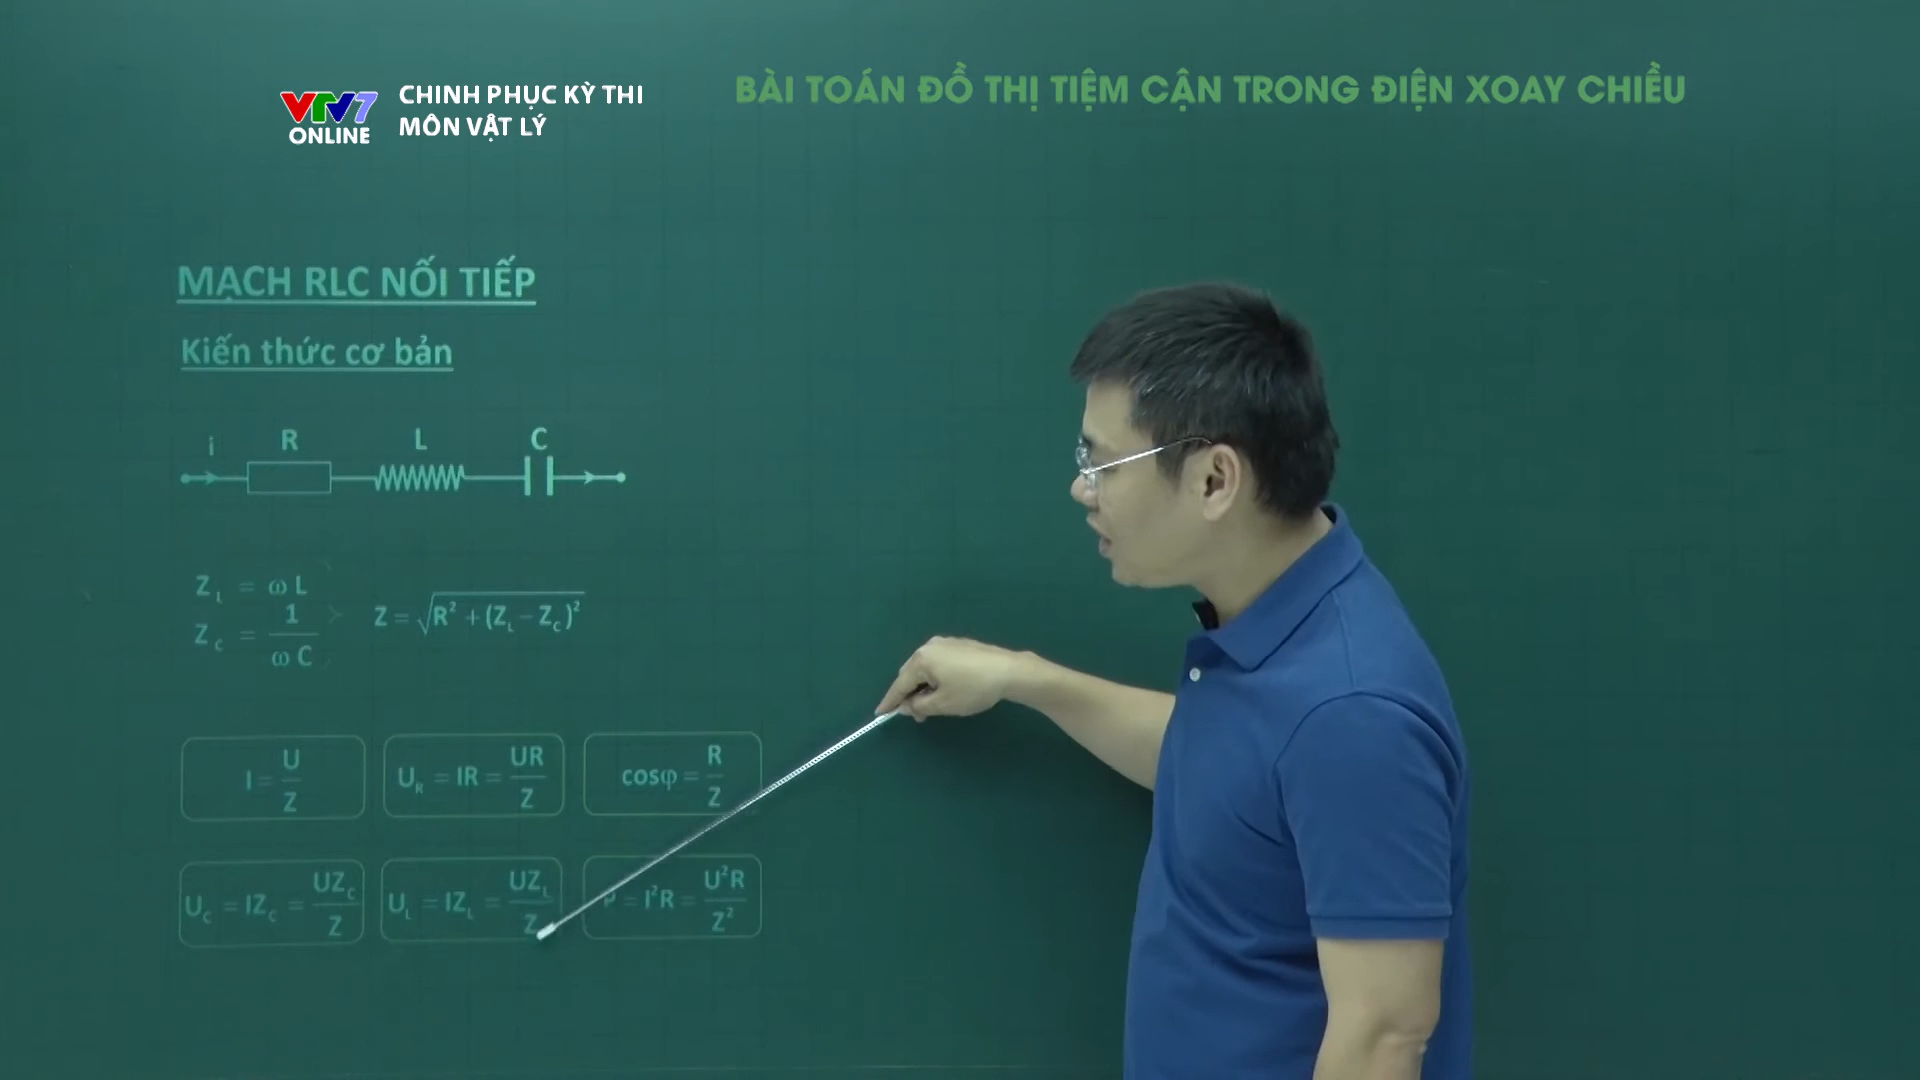 VTV7
ONLINE
CHINH PHỤC KỲ THI
MÔN VẬT LÝ
BÀI TOÁN ĐỒ THỊ TIỆM CẬN TRONG ĐIỆN XOAY CHIỀU
MẠCH RLC NỐI TIẾP
Kiến thức cơ bản
i R L C
Z_L = ωL
Z_C = 1/(ωC)
Z = √(R² + (Z_L − Z_C)²)
I = U/Z
U_R = IR = UR/Z
cosφ = R/Z
U_C = IZ_C = UZ_C/Z
U_L = IZ_L = UZ_L/Z
P = I²R = U²R/Z²